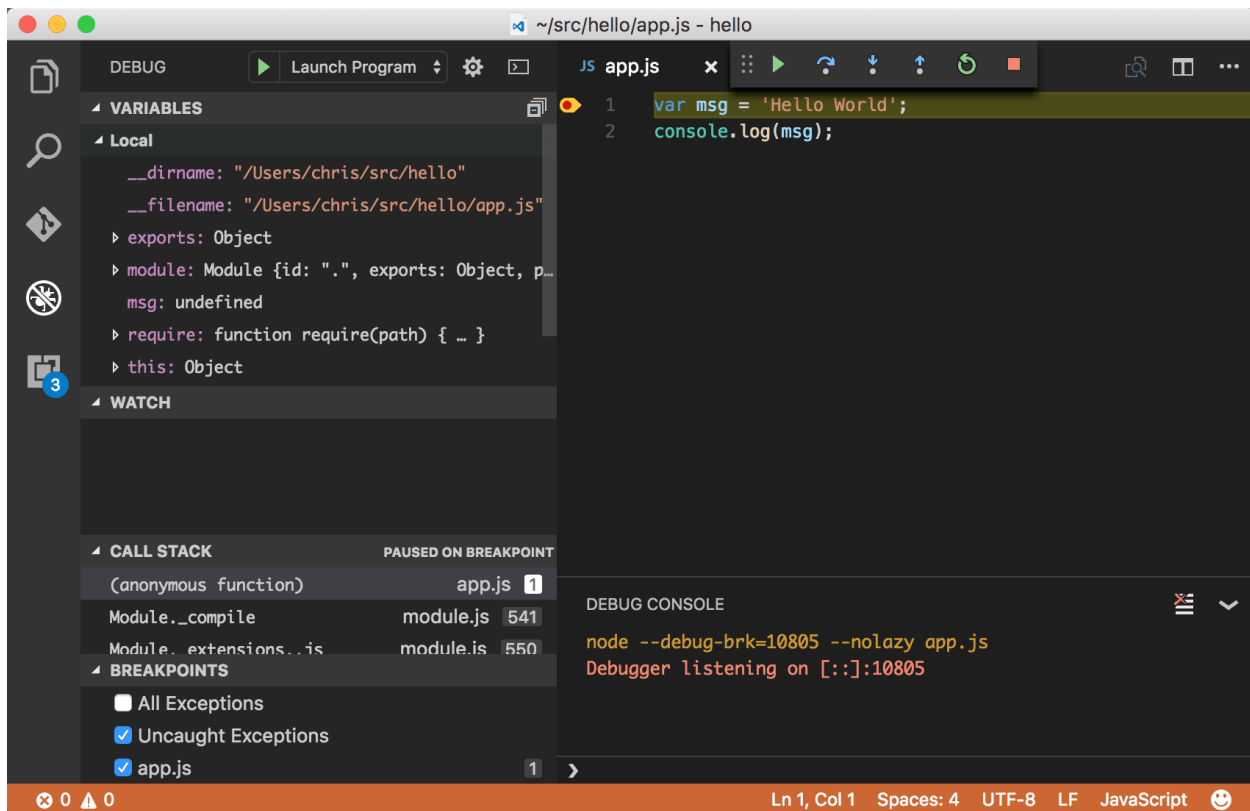 ~/src/hello/app.js - hello
DEBUG
Launch Program
VARIABLES
Local
__dirname: "/Users/chris/src/hello"
__filename: "/Users/chris/src/hello/app.js"
exports: Object
module: Module {id: ".", exports: Object, p…
msg: undefined
require: function require(path) { … }
this: Object
WATCH
CALL STACK PAUSED ON BREAKPOINT
(anonymous function) app.js 1
Module._compile module.js 541
Module._extensions..js module.js 550
BREAKPOINTS
All Exceptions
Uncaught Exceptions
app.js 1
3
JS app.js
1 var msg = 'Hello World';
2 console.log(msg);
DEBUG CONSOLE
node --debug-brk=10805 --nolazy app.js
Debugger listening on [::]:10805
0 0 Ln 1, Col 1 Spaces: 4 UTF-8 LF JavaScript